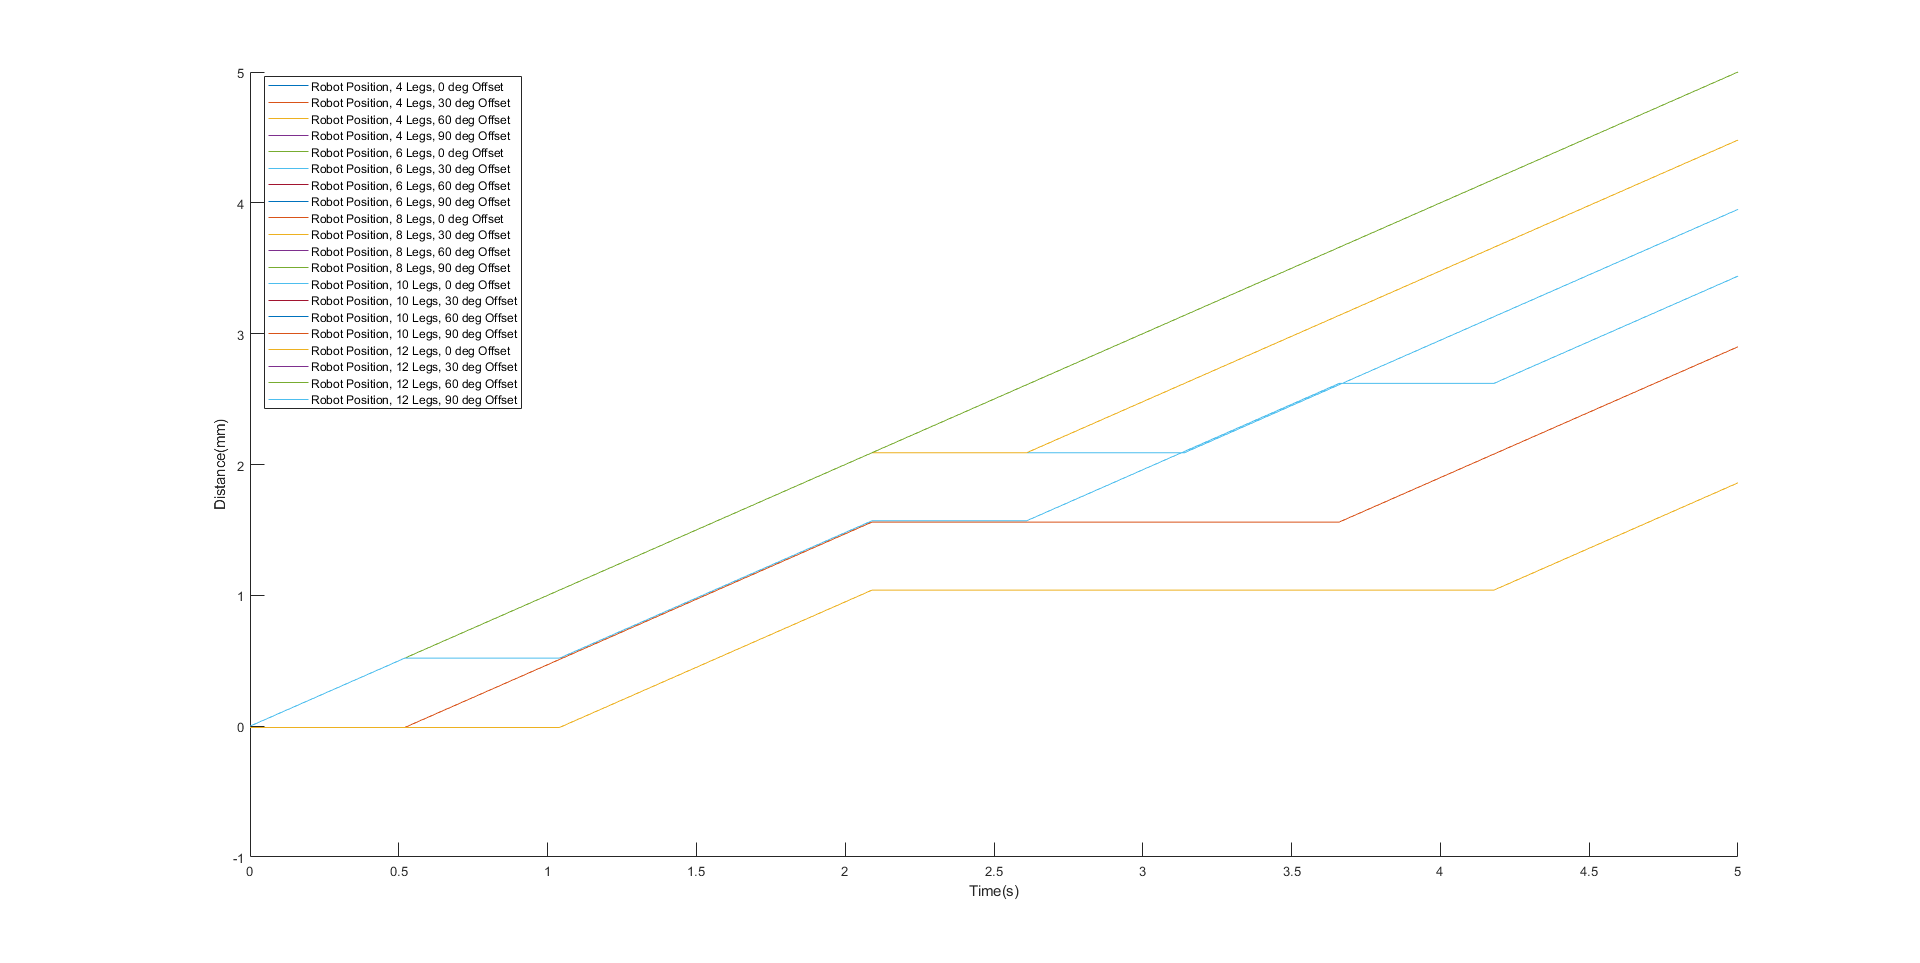 5
4
3
2
1
0
-1
Distance(mm)
Robot Position, 4 Legs, 0 deg Offset
Robot Position, 4 Legs, 30 deg Offset
Robot Position, 4 Legs, 60 deg Offset
Robot Position, 4 Legs, 90 deg Offset
Robot Position, 6 Legs, 0 deg Offset
Robot Position, 6 Legs, 30 deg Offset
Robot Position, 6 Legs, 60 deg Offset
Robot Position, 6 Legs, 90 deg Offset
Robot Position, 8 Legs, 0 deg Offset
Robot Position, 8 Legs, 30 deg Offset
Robot Position, 8 Legs, 60 deg Offset
Robot Position, 8 Legs, 90 deg Offset
Robot Position, 10 Legs, 0 deg Offset
Robot Position, 10 Legs, 30 deg Offset
Robot Position, 10 Legs, 60 deg Offset
Robot Position, 10 Legs, 90 deg Offset
Robot Position, 12 Legs, 0 deg Offset
Robot Position, 12 Legs, 30 deg Offset
Robot Position, 12 Legs, 60 deg Offset
Robot Position, 12 Legs, 90 deg Offset
0 0.5 1 1.5 2 2.5 3 3.5 4 4.5 5
Time(s)